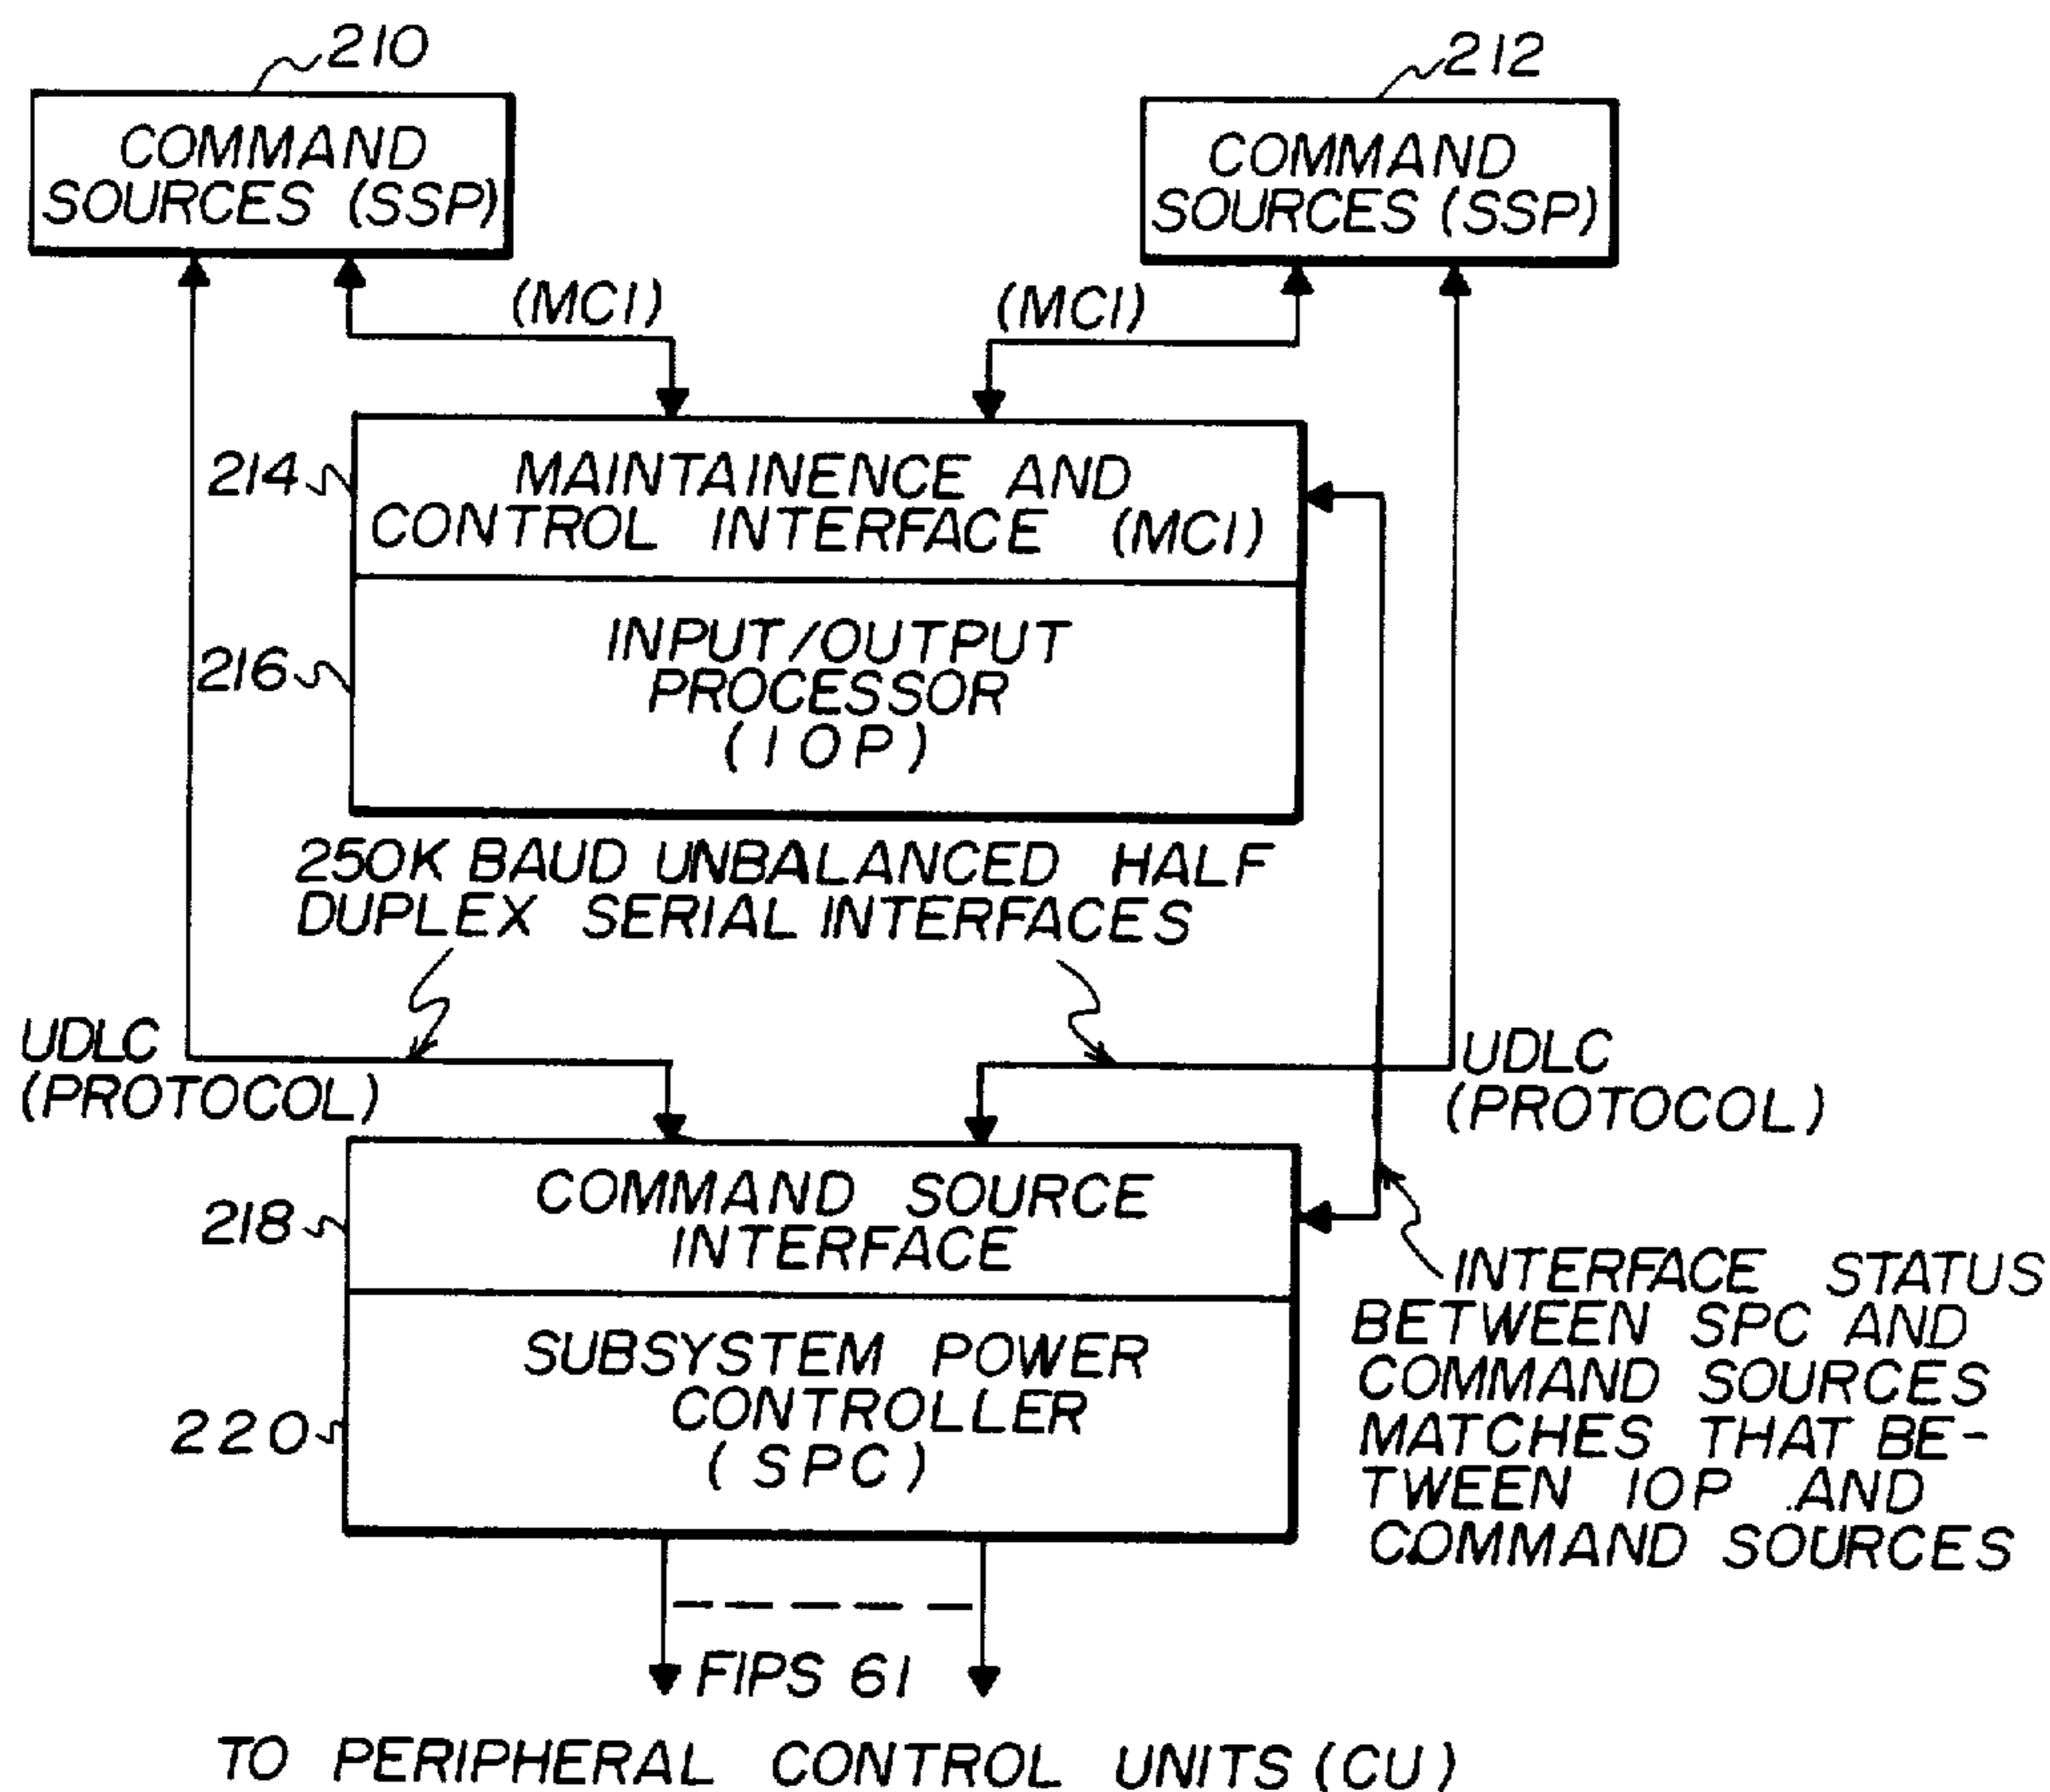 210
212
COMMAND
SOURCES (SSP)
COMMAND
SOURCES (SSP)
(MCI)
(MCI)
214
MAINTAINENCE AND
CONTROL INTERFACE (MCI)
216
INPUT/OUTPUT
PROCESSOR
(IOP)
250K BAUD UNBALANCED HALF
DUPLEX SERIAL INTERFACES
UDLC
(PROTOCOL)
UDLC
(PROTOCOL)
218
COMMAND SOURCE
INTERFACE
220
SUBSYSTEM POWER
CONTROLLER
(SPC)
INTERFACE STATUS
BETWEEN SPC AND
COMMAND SOURCES
MATCHES THAT BE-
TWEEN IOP AND
COMMAND SOURCES
FIPS 61
TO PERIPHERAL CONTROL UNITS (CU)